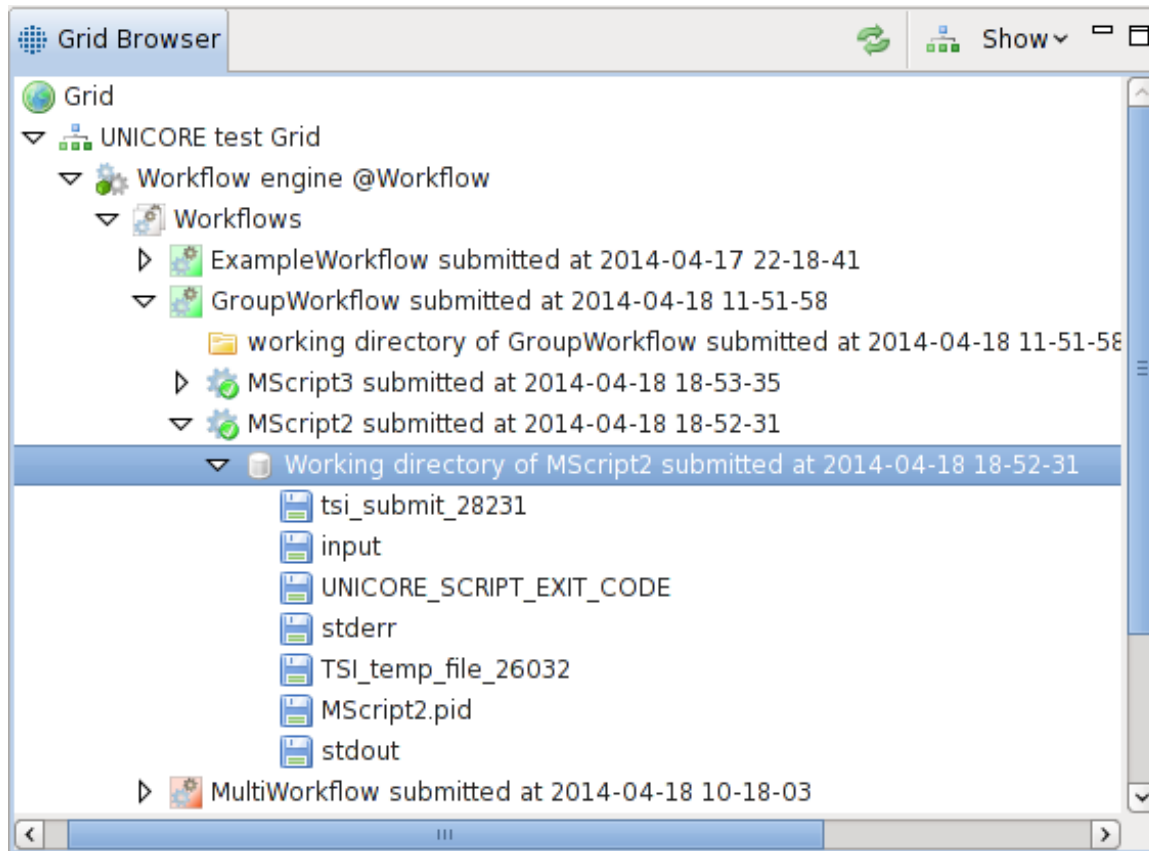 Grid Browser Show
Grid
UNICORE test Grid
Workflow engine @Workflow
Workflows
ExampleWorkflow submitted at 2014-04-17 22-18-41
GroupWorkflow submitted at 2014-04-18 11-51-58
working directory of GroupWorkflow submitted at 2014-04-18 11-51-58
MScript3 submitted at 2014-04-18 18-53-35
MScript2 submitted at 2014-04-18 18-52-31
Working directory of MScript2 submitted at 2014-04-18 18-52-31
tsi_submit_28231
input
UNICORE_SCRIPT_EXIT_CODE
stderr
TSI_temp_file_26032
MScript2.pid
stdout
MultiWorkflow submitted at 2014-04-18 10-18-03